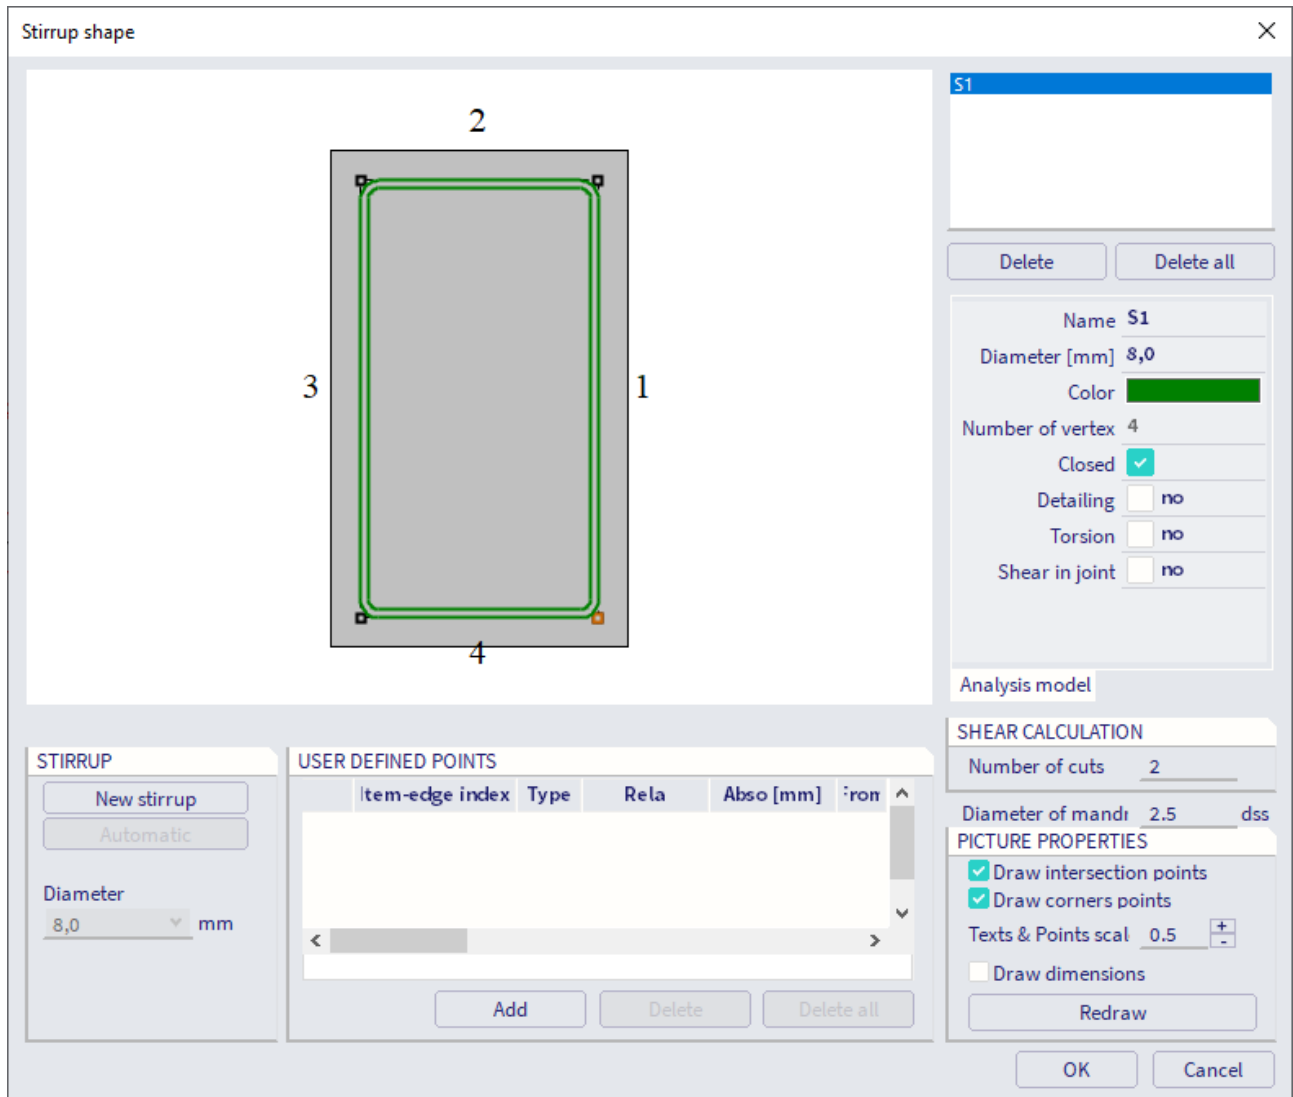 Stirrup shape
2
3
1
4
S1
Delete
Delete all
Name S1
Diameter [mm] 8,0
Color
Number of vertex 4
Closed
Detailing no
Torsion no
Shear in joint no
Analysis model
STIRRUP
New stirrup
Automatic
Diameter
8,0 mm
USER DEFINED POINTS
Item-edge index Type Rela Abso [mm] From
Add Delete Delete all
SHEAR CALCULATION
Number of cuts 2
Diameter of mandr 2.5 dss
PICTURE PROPERTIES
Draw intersection points
Draw corners points
Texts & Points scal 0.5 + -
Draw dimensions
Redraw
OK Cancel